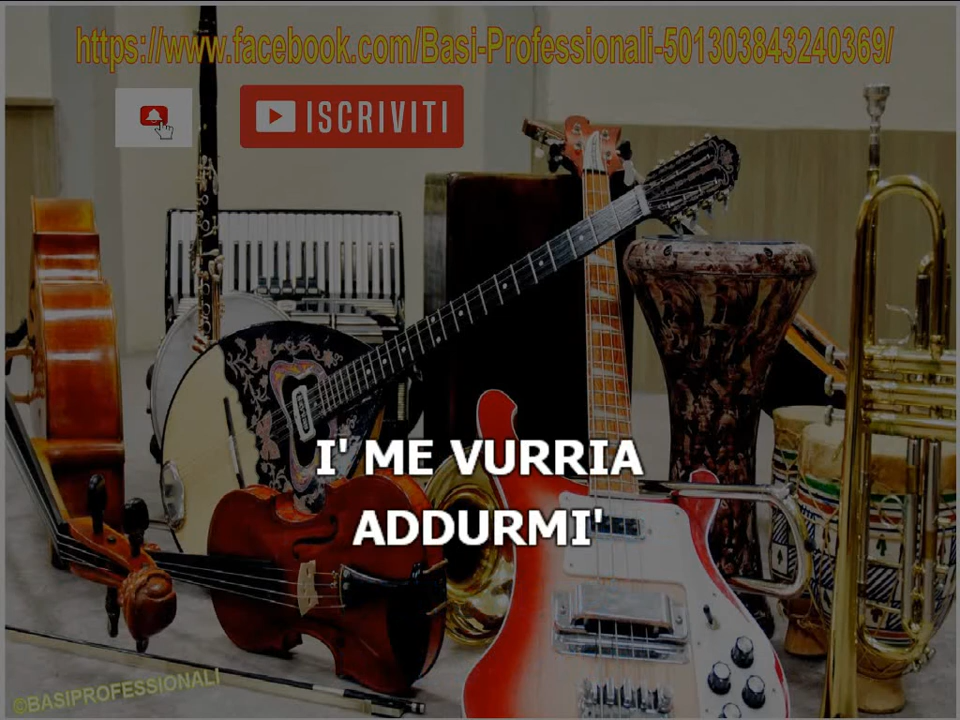 https://www.facebook.com/Basi-Professionali-501303843240369/
ISCRIVITI
I' ME VURRIA
ADDURMI'
©BASIPROFESSIONALI